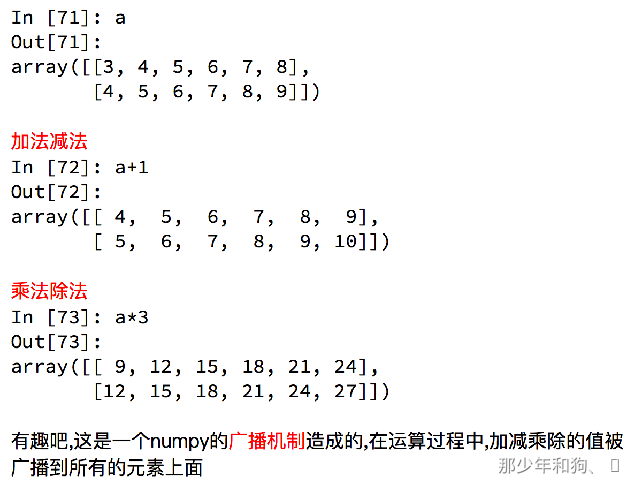 In [71]: a
Out[71]:
array([[3, 4, 5, 6, 7, 8],
       [4, 5, 6, 7, 8, 9]])
加法减法
In [72]: a+1
Out[72]:
array([[ 4,  5,  6,  7,  8,  9],
       [ 5,  6,  7,  8,  9, 10]])
乘法除法
In [73]: a*3
Out[73]:
array([[ 9, 12, 15, 18, 21, 24],
       [12, 15, 18, 21, 24, 27]])
有趣吧,这是一个numpy的广播机制造成的,在运算过程中,加减乘除的值被
广播到所有的元素上面
那少年和狗、